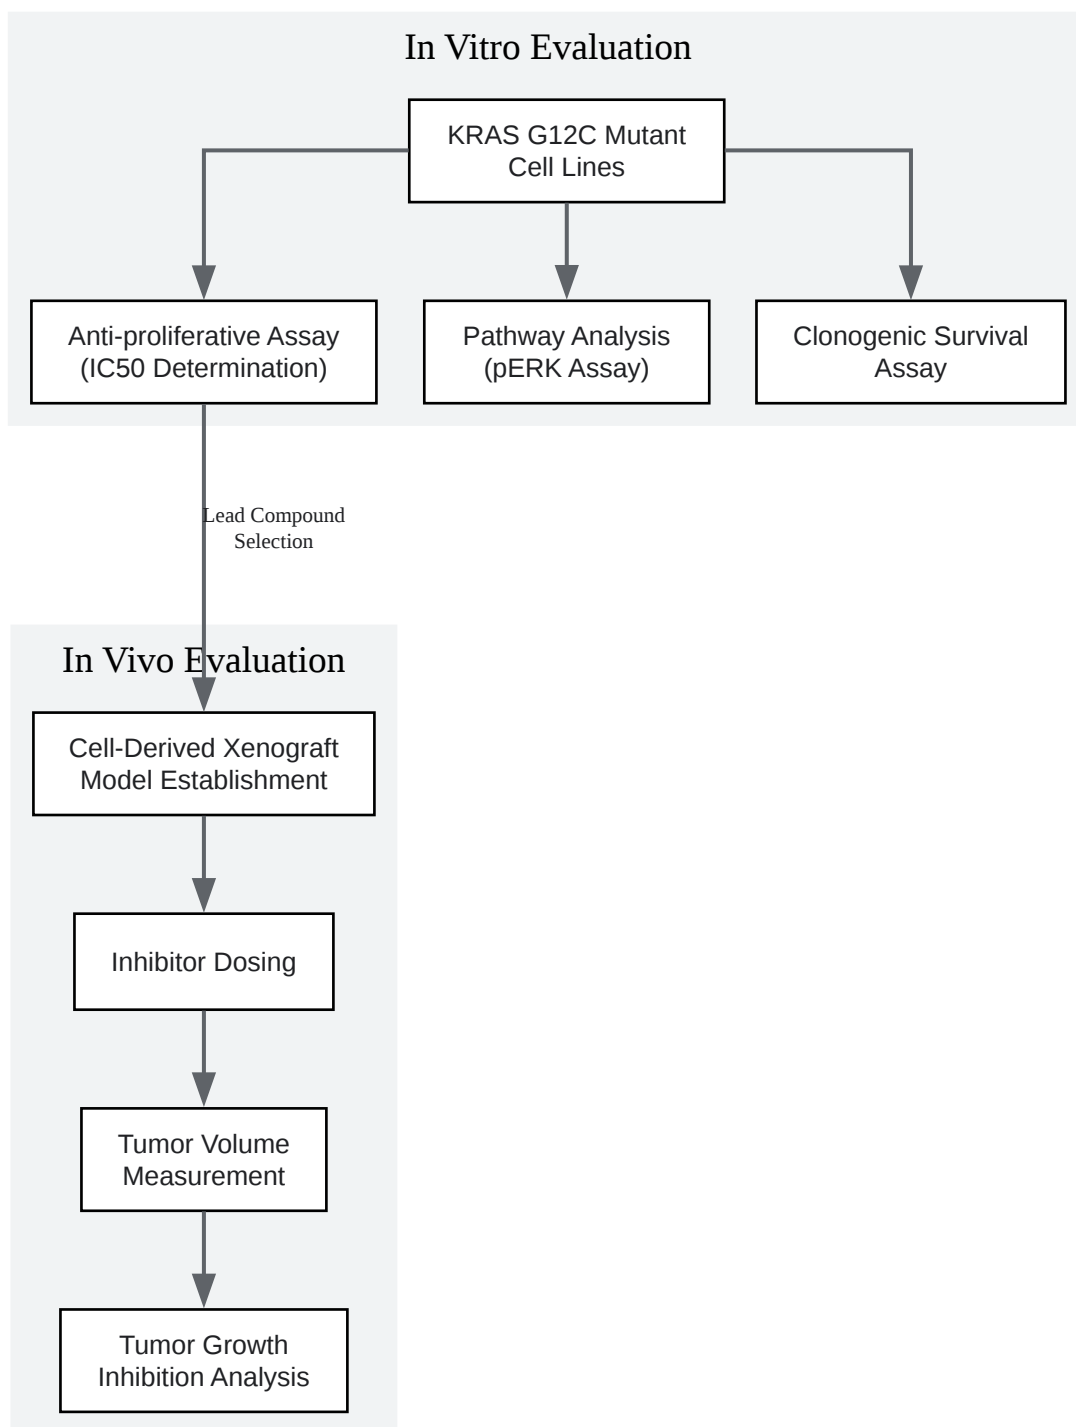 In Vitro Evaluation
KRAS G12C Mutant
Cell Lines
Anti-proliferative Assay
(IC50 Determination)
Pathway Analysis
(pERK Assay)
Clonogenic Survival
Assay
Lead Compound
Selection
In Vivo Evaluation
Cell-Derived Xenograft
Model Establishment
Inhibitor Dosing
Tumor Volume
Measurement
Tumor Growth
Inhibition Analysis